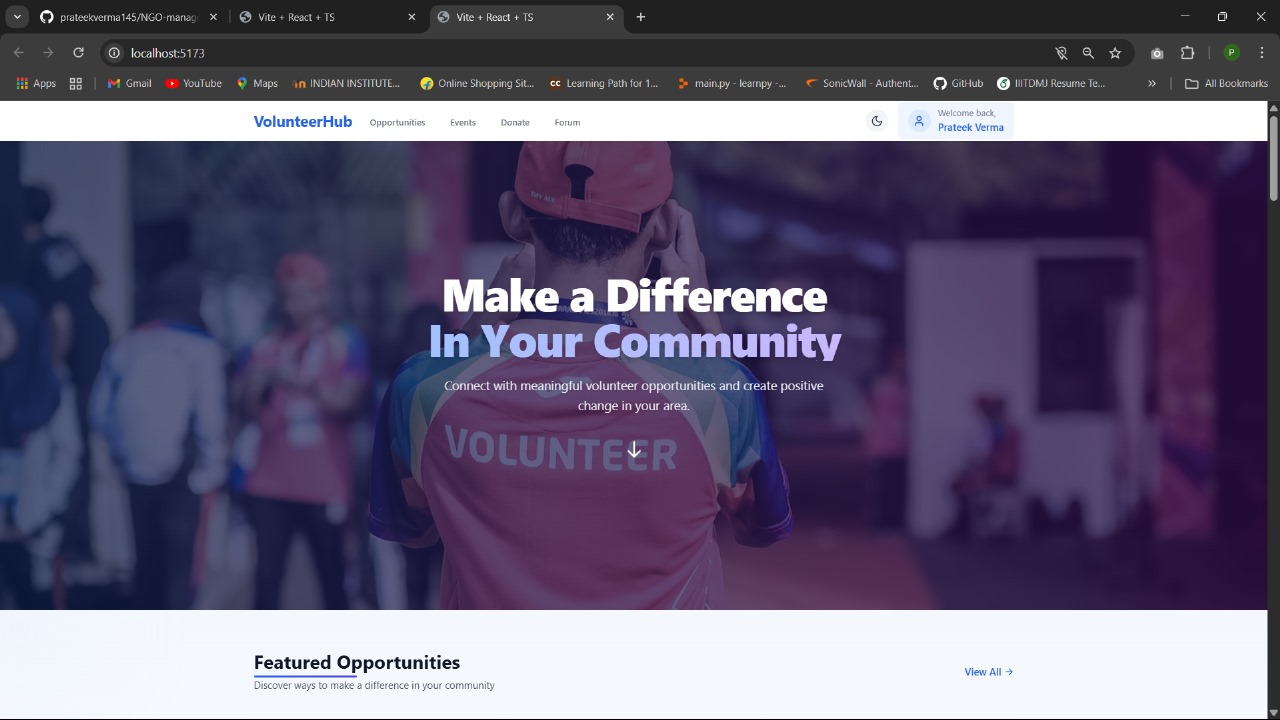 prateekverma145/NGO-manag
Vite + React + TS
Vite + React + TS
localhost:5173
P
Apps
Gmail
YouTube
Maps
INDIAN INSTITUTE...
Online Shopping Sit...
Learning Path for 1...
main.py - learnpy -...
SonicWall - Authent...
GitHub
IIITDMJ Resume Te...
All Bookmarks
VolunteerHub
Opportunities
Events
Donate
Forum
Welcome back,
Prateek Verma
Make a Difference
In Your Community
Connect with meaningful volunteer opportunities and create positive
change in your area.
VOLUNTEER
Featured Opportunities
Discover ways to make a difference in your community
View All →